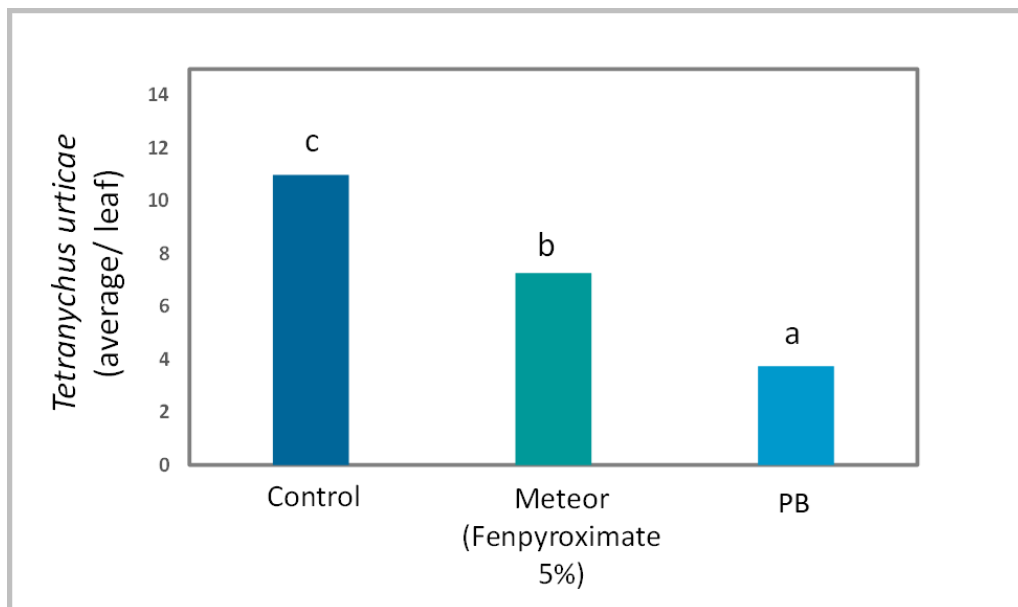 Tetranychus urticae
(average/ leaf)
14
12
10
8
6
4
2
0
c
b
a
Control
Meteor
(Fenpyroximate
5%)
PB